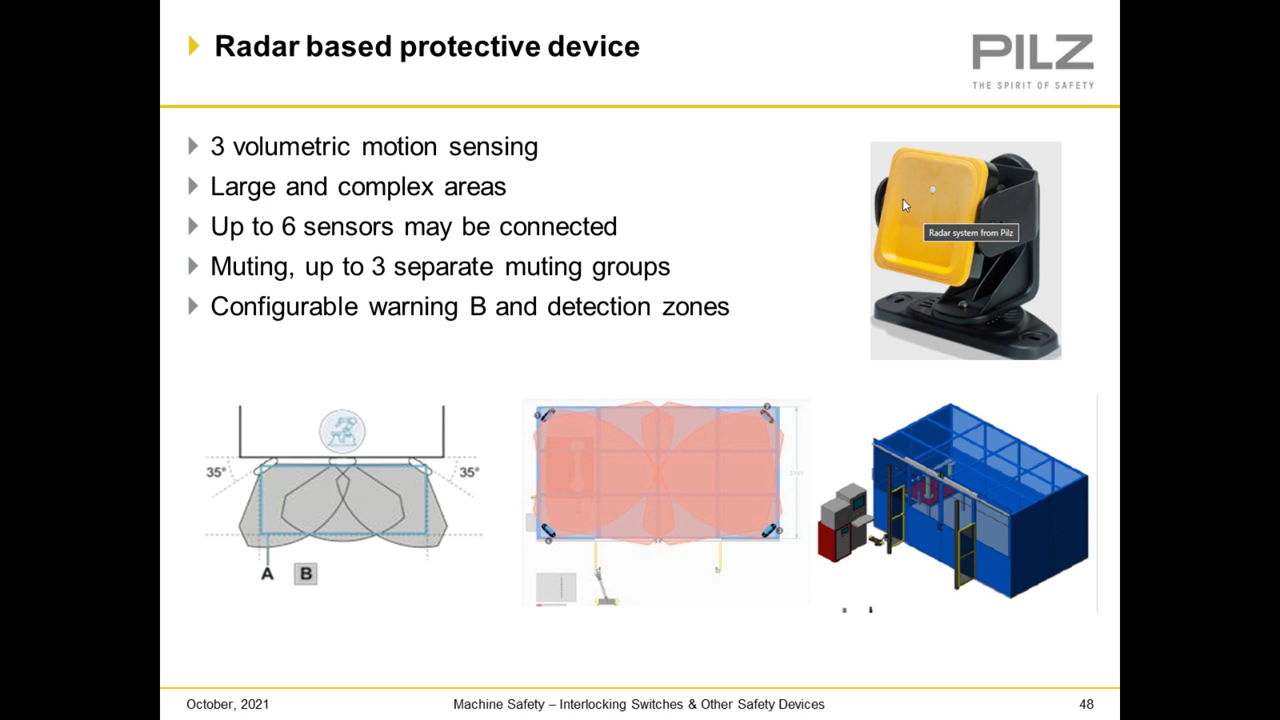 Radar based protective device
PILZ
THE SPIRIT OF SAFETY
3 volumetric motion sensing
Large and complex areas
Up to 6 sensors may be connected
Muting, up to 3 separate muting groups
Configurable warning B and detection zones
Radar system from Pilz
35°
35°
A
B
October, 2021
Machine Safety – Interlocking Switches & Other Safety Devices
48